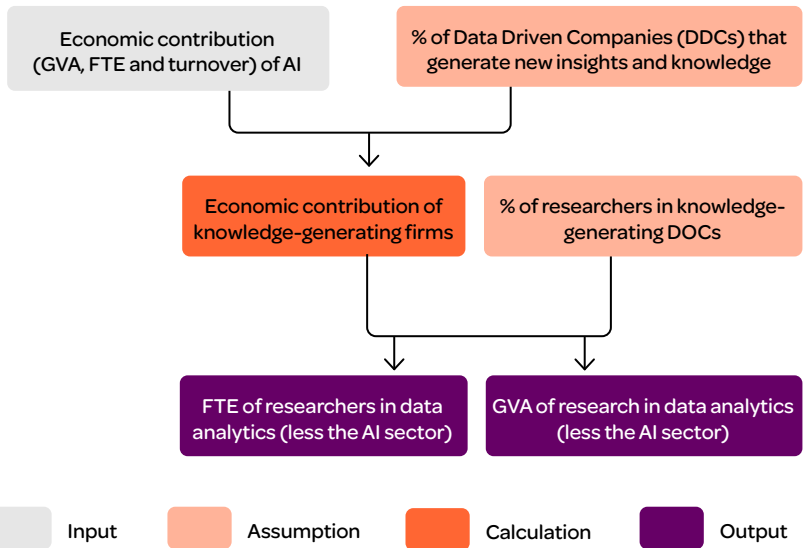 Economic contribution
(GVA, FTE and turnover) of AI
% of Data Driven Companies (DDCs) that
generate new insights and knowledge
Economic contribution of
knowledge-generating firms
% of researchers in knowledge-
generating DOCs
FTE of researchers in data
analytics (less the AI sector)
GVA of research in data analytics
(less the AI sector)
Input
Assumption
Calculation
Output